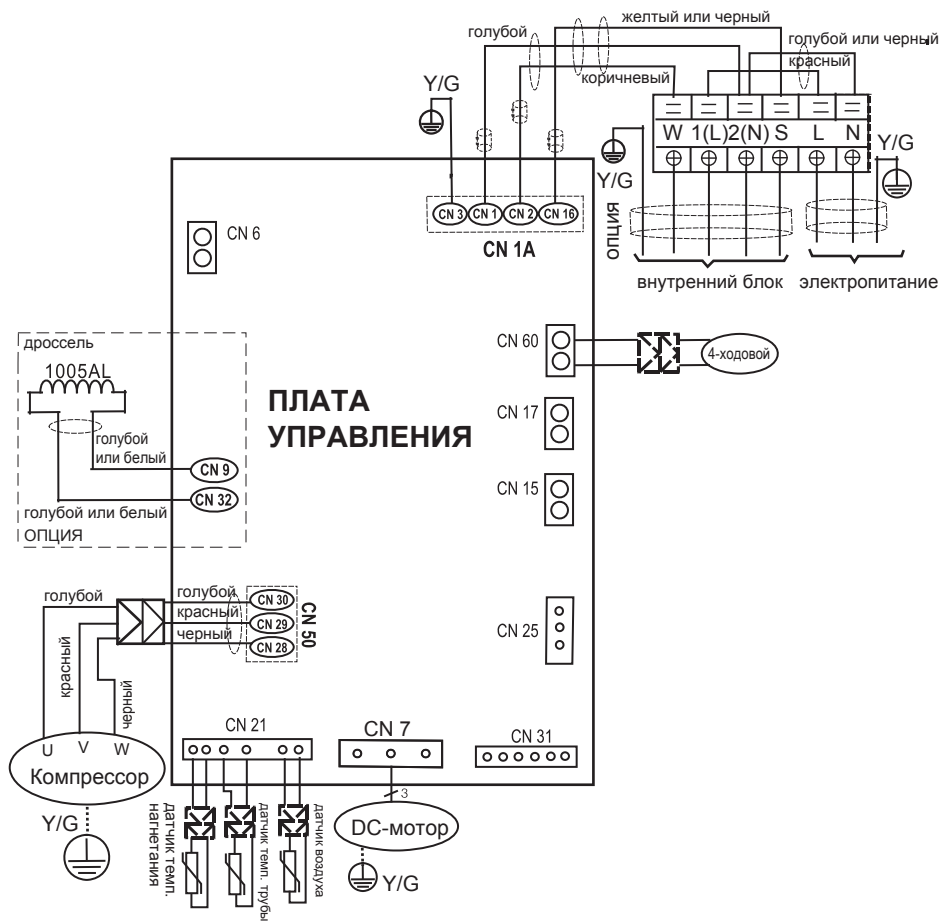 желтый или черный
голубой
голубой или черный
красный
коричневый
Y/G
W 1(L) 2(N) S L N
Y/G
Y/G
ОПЦИЯ
внутренний блок
электропитание
CN 3
CN 1
CN 2
CN 16
CN 1A
CN 6
CN 60
4-ходовой
дроссель
1005AL
ПЛАТА
УПРАВЛЕНИЯ
CN 17
голубой
или белый
CN 9
CN 32
голубой или белый
ОПЦИЯ
CN 15
голубой
голубой
CN 30
красный
CN 29
черный
CN 28
CN 50
CN 25
красный
черный
U V W
Компрессор
Y/G
CN 21
CN 7
CN 31
3
DC-мотор
Y/G
датчик темп.
нагнетания
датчик темп. трубы
датчик воздуха